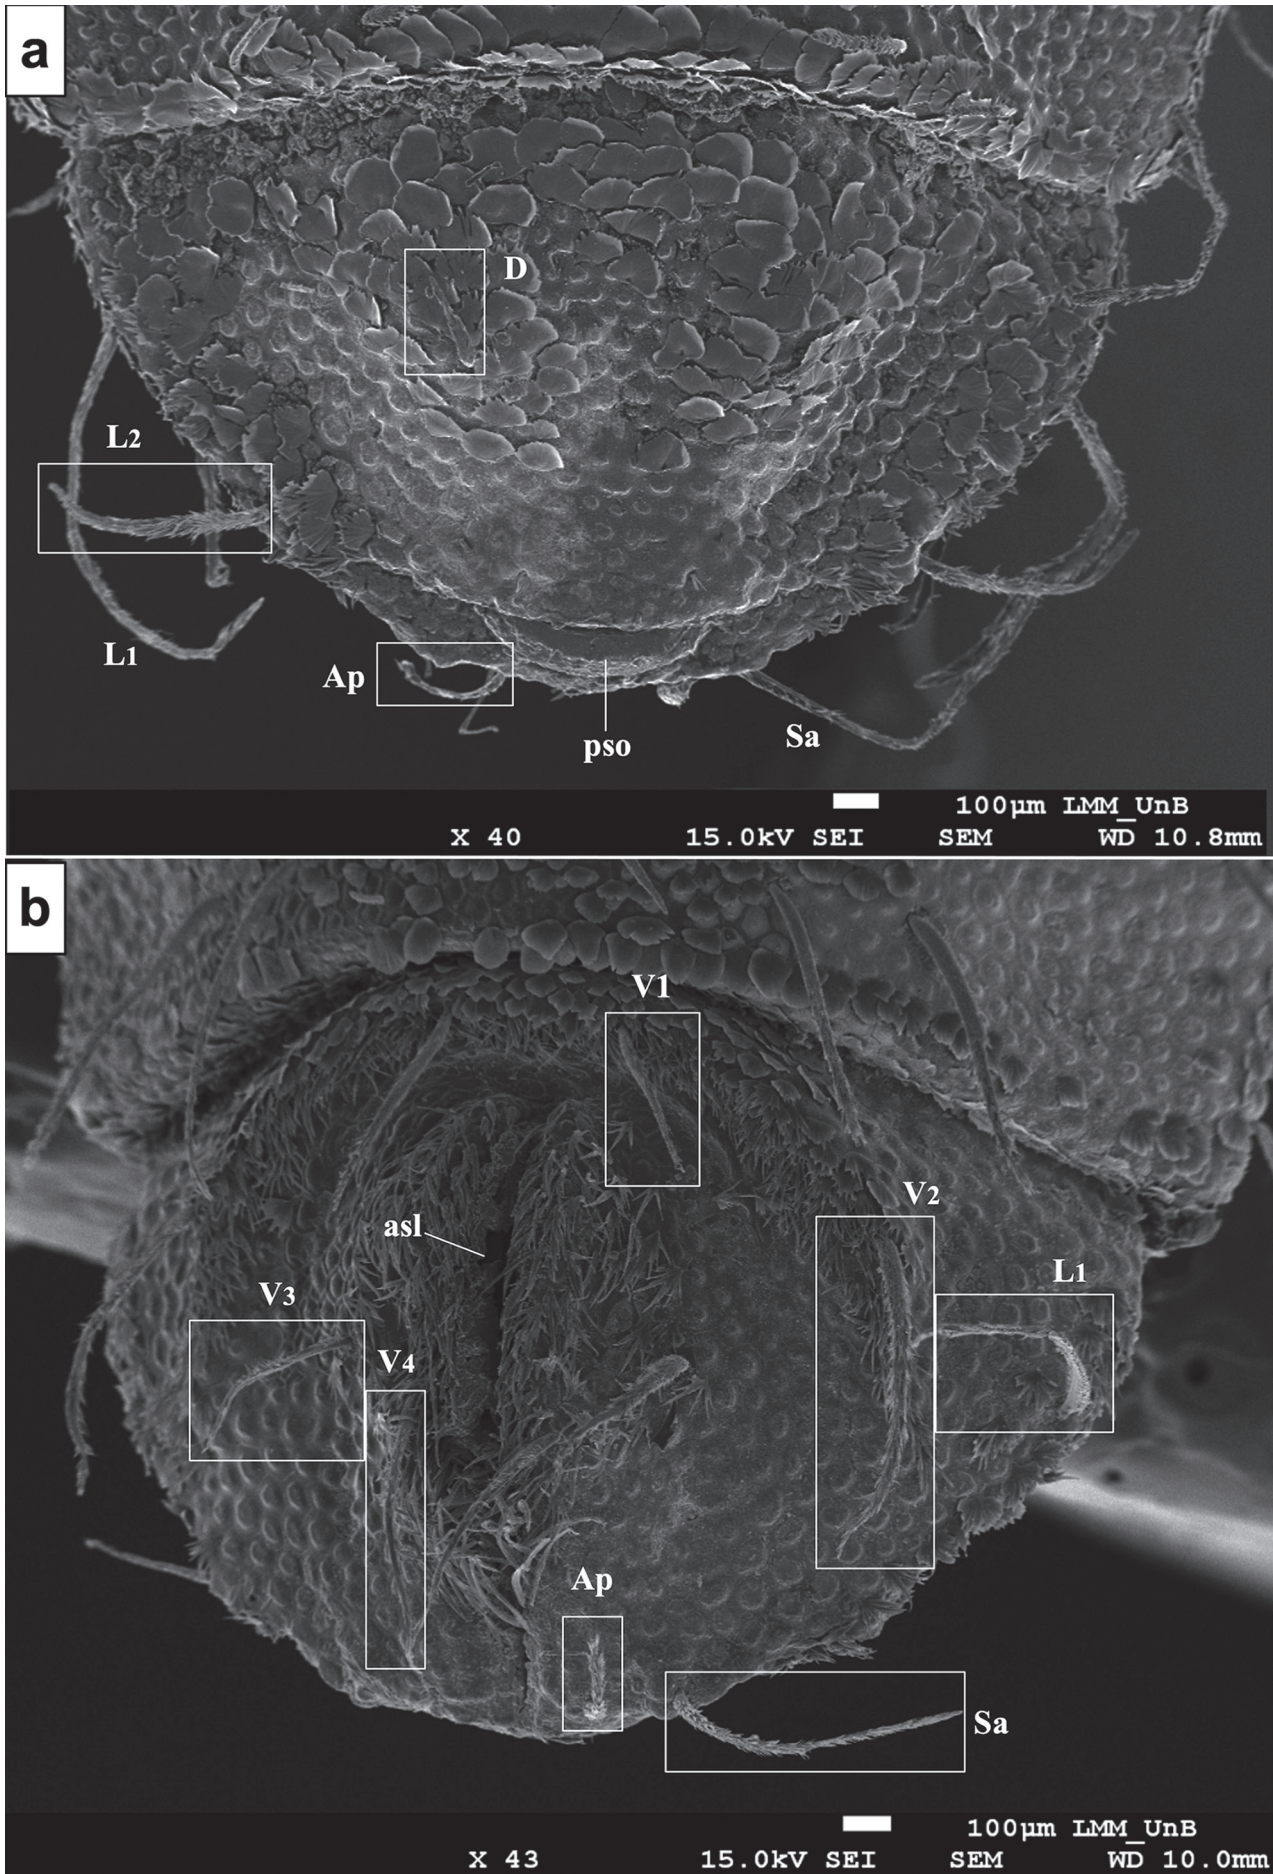 a
D
L2
L1
Ap
pso
Sa
100µm LMM_UnB
X 40 15.0kV SEI SEM WD 10.8mm
b
V1
V2
asl
L1
V3
V4
Ap
Sa
100µm LMM_UnB
X 43 15.0kV SEI SEM WD 10.0mm